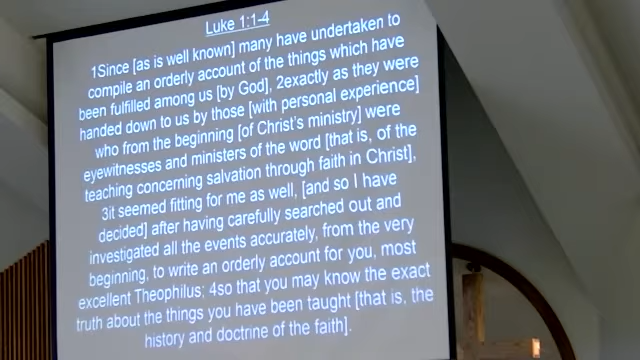 Luke 1:1-4
1Since [as is well known] many have undertaken to
compile an orderly account of the things which have
been fulfilled among us [by God], 2exactly as they were
handed down to us by those [with personal experience]
who from the beginning [of Christ's ministry] were
eyewitnesses and ministers of the word [that is, of the
teaching concerning salvation through faith in Christ],
3it seemed fitting for me as well, [and so I have
decided] after having carefully searched out and
investigated all the events accurately, from the very
beginning, to write an orderly account for you, most
excellent Theophilus; 4so that you may know the exact
truth about the things you have been taught [that is, the
history and doctrine of the faith].